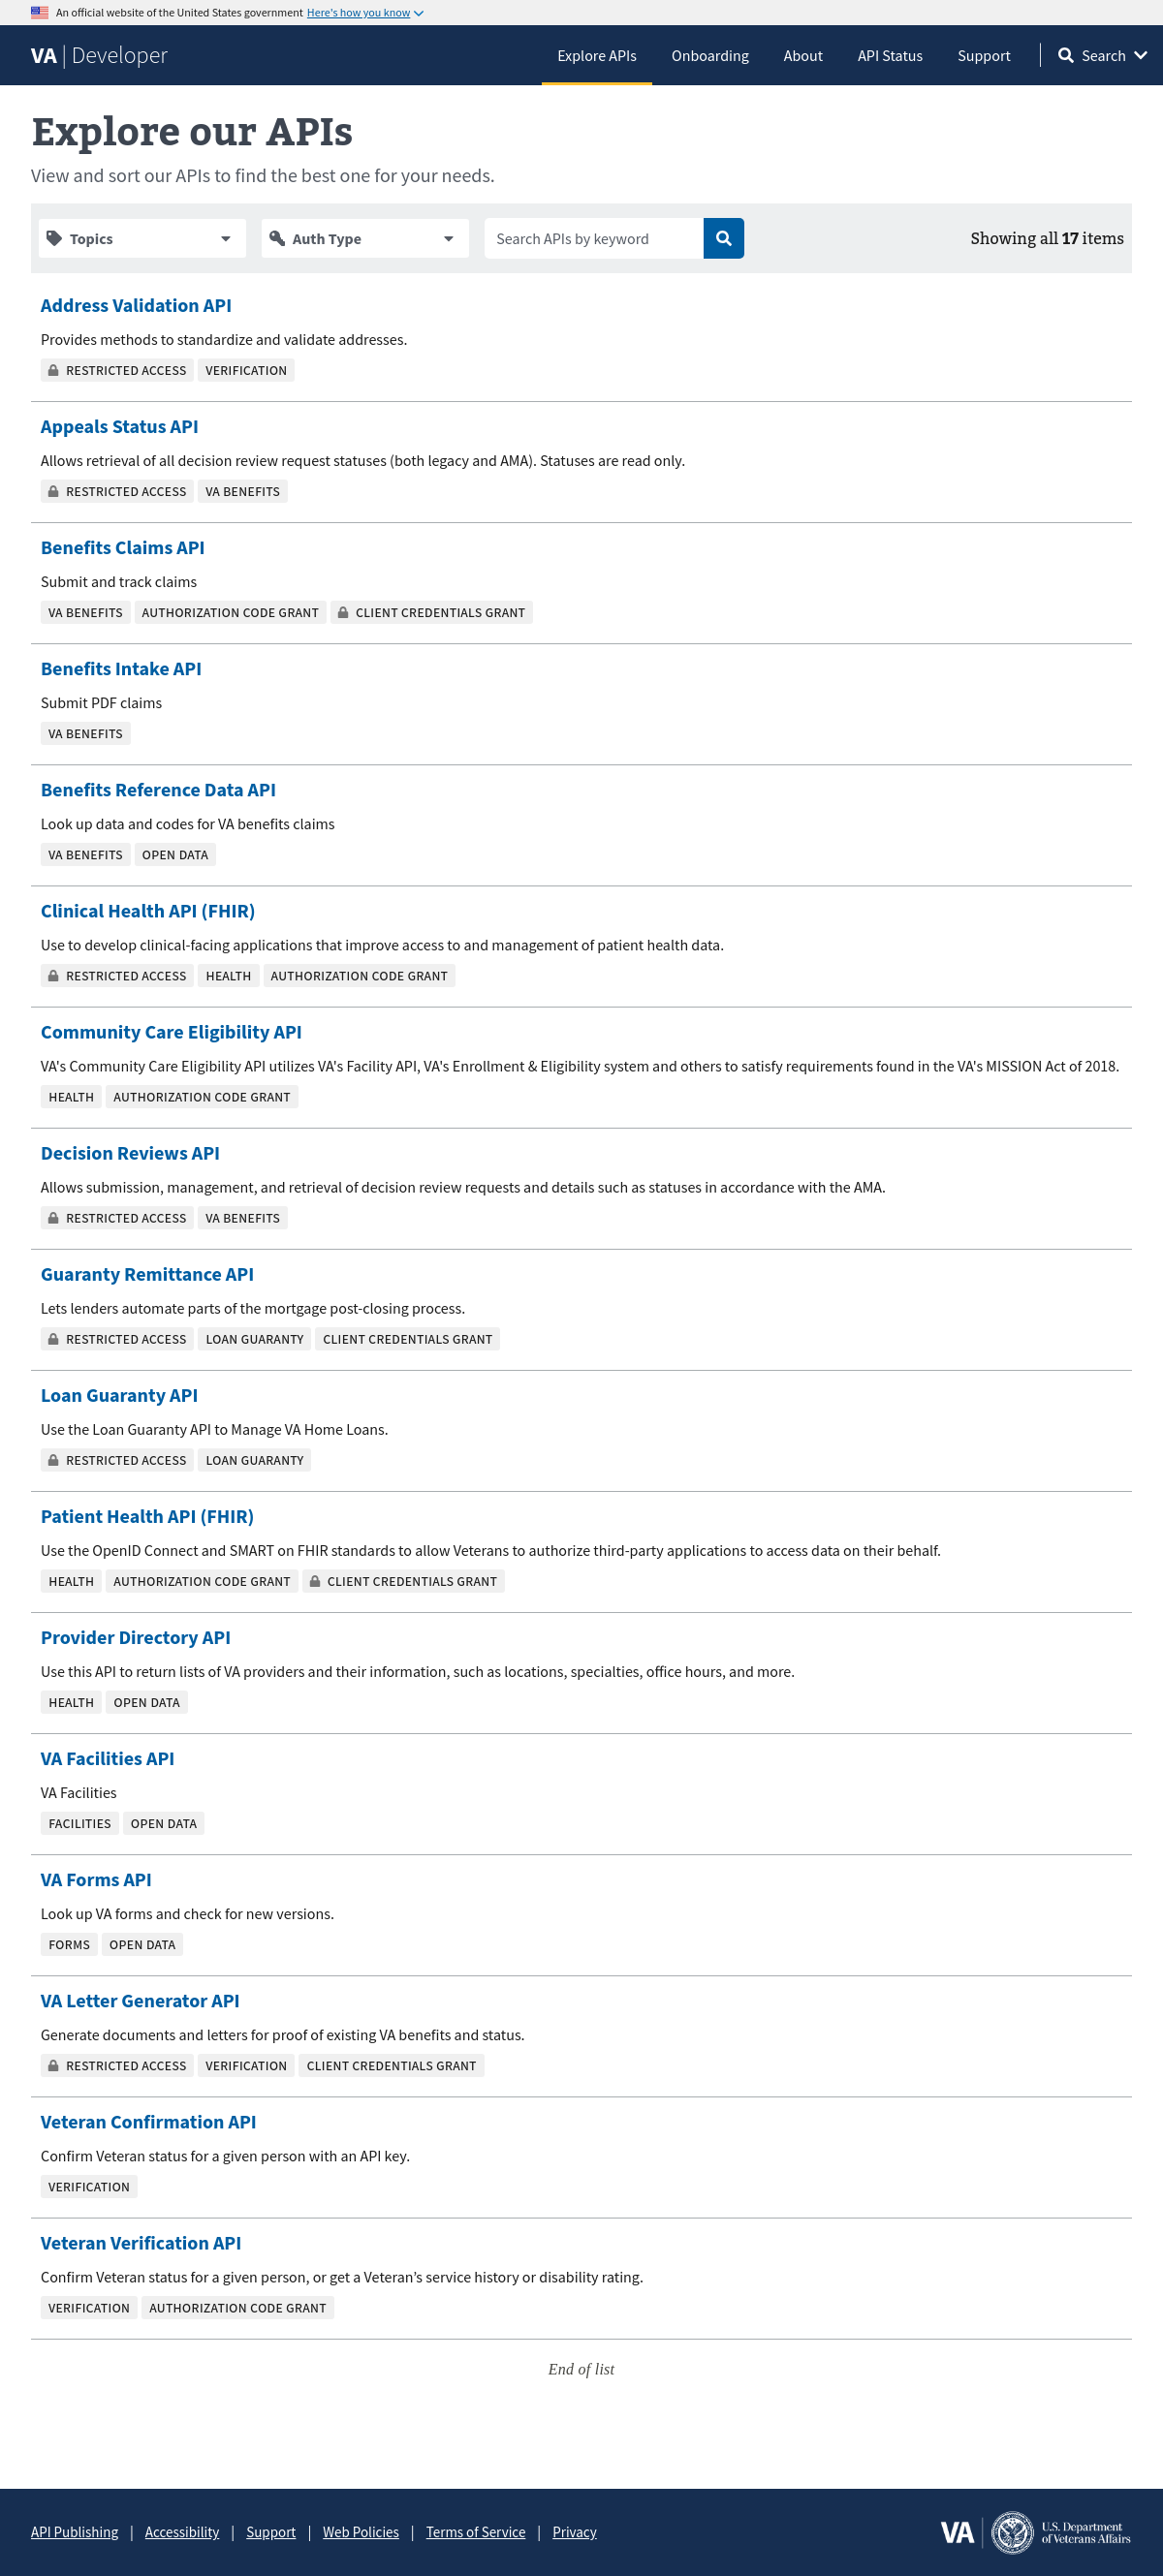 An official website of the United States government Here's how you know
VA | Developer
Explore APIs
Onboarding
About
API Status
Support
Search
Explore our APIs
View and sort our APIs to find the best one for your needs.
Topics
Auth Type
Search APIs by keyword
Showing all 17 items
Address Validation API
Provides methods to standardize and validate addresses.
RESTRICTED ACCESS VERIFICATION
Appeals Status API
Allows retrieval of all decision review request statuses (both legacy and AMA). Statuses are read only.
RESTRICTED ACCESS VA BENEFITS
Benefits Claims API
Submit and track claims
VA BENEFITS AUTHORIZATION CODE GRANT CLIENT CREDENTIALS GRANT
Benefits Intake API
Submit PDF claims
VA BENEFITS
Benefits Reference Data API
Look up data and codes for VA benefits claims
VA BENEFITS OPEN DATA
Clinical Health API (FHIR)
Use to develop clinical-facing applications that improve access to and management of patient health data.
RESTRICTED ACCESS HEALTH AUTHORIZATION CODE GRANT
Community Care Eligibility API
VA's Community Care Eligibility API utilizes VA's Facility API, VA's Enrollment & Eligibility system and others to satisfy requirements found in the VA's MISSION Act of 2018.
HEALTH AUTHORIZATION CODE GRANT
Decision Reviews API
Allows submission, management, and retrieval of decision review requests and details such as statuses in accordance with the AMA.
RESTRICTED ACCESS VA BENEFITS
Guaranty Remittance API
Lets lenders automate parts of the mortgage post-closing process.
RESTRICTED ACCESS LOAN GUARANTY CLIENT CREDENTIALS GRANT
Loan Guaranty API
Use the Loan Guaranty API to Manage VA Home Loans.
RESTRICTED ACCESS LOAN GUARANTY
Patient Health API (FHIR)
Use the OpenID Connect and SMART on FHIR standards to allow Veterans to authorize third-party applications to access data on their behalf.
HEALTH AUTHORIZATION CODE GRANT CLIENT CREDENTIALS GRANT
Provider Directory API
Use this API to return lists of VA providers and their information, such as locations, specialties, office hours, and more.
HEALTH OPEN DATA
VA Facilities API
VA Facilities
FACILITIES OPEN DATA
VA Forms API
Look up VA forms and check for new versions.
FORMS OPEN DATA
VA Letter Generator API
Generate documents and letters for proof of existing VA benefits and status.
RESTRICTED ACCESS VERIFICATION CLIENT CREDENTIALS GRANT
Veteran Confirmation API
Confirm Veteran status for a given person with an API key.
VERIFICATION
Veteran Verification API
Confirm Veteran status for a given person, or get a Veteran’s service history or disability rating.
VERIFICATION AUTHORIZATION CODE GRANT
End of list
API Publishing | Accessibility | Support | Web Policies | Terms of Service | Privacy
VA
U.S. Department
of Veterans Affairs